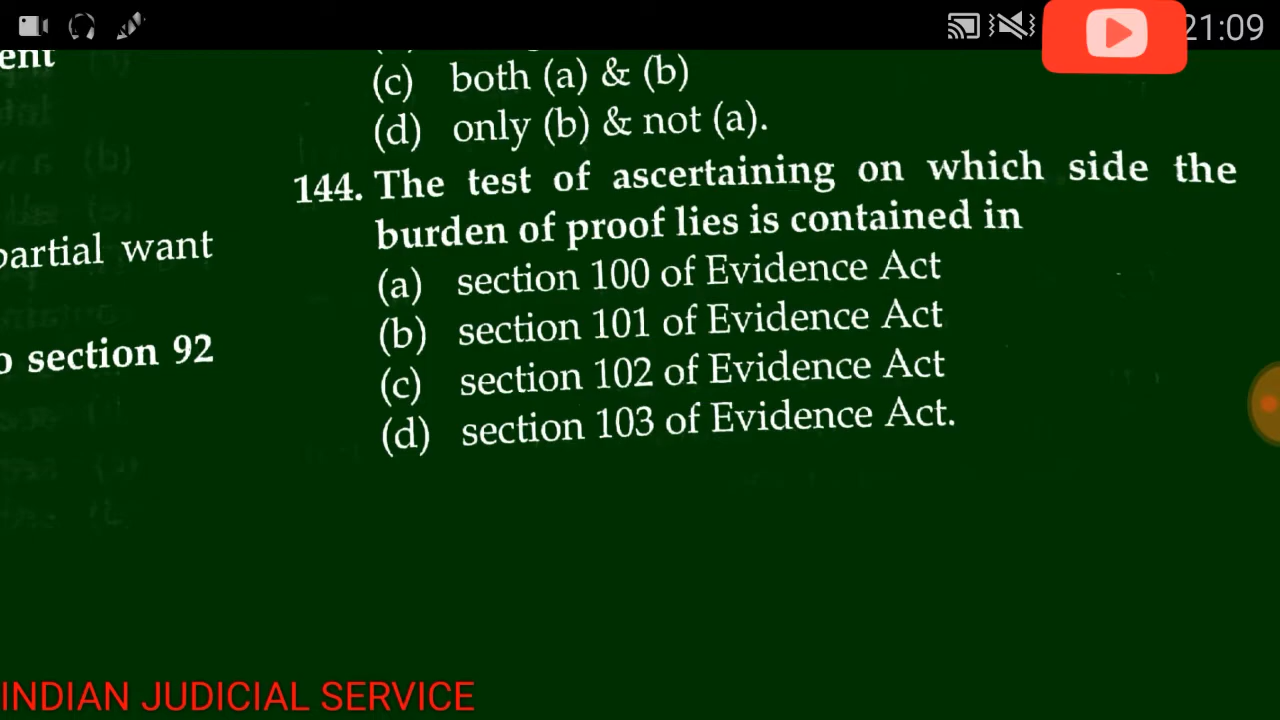 21:09
ent
(c) both (a) & (b)
(d) only (b) & not (a).
144. The test of ascertaining on which side the
burden of proof lies is contained in
partial want
(a) section 100 of Evidence Act
(b) section 101 of Evidence Act
o section 92
(c) section 102 of Evidence Act
(d) section 103 of Evidence Act.
INDIAN JUDICIAL SERVICE